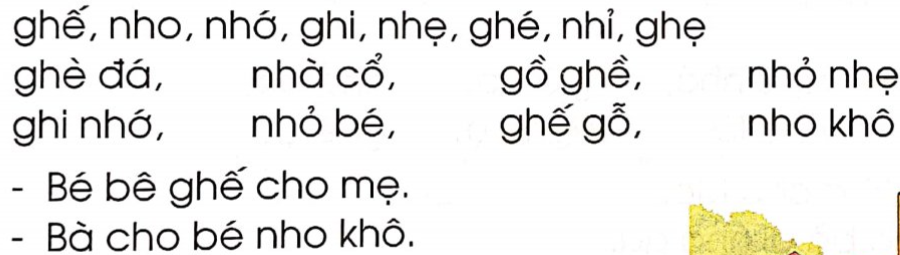 ghế, nho, nhớ, ghi, nhẹ, ghé, nhỉ, ghẹ
ghè đá, nhà cổ, gồ ghề, nhỏ nhẹ
ghi nhớ, nhỏ bé, ghế gỗ, nho khô
- Bé bê ghế cho mẹ.
- Bà cho bé nho khô.